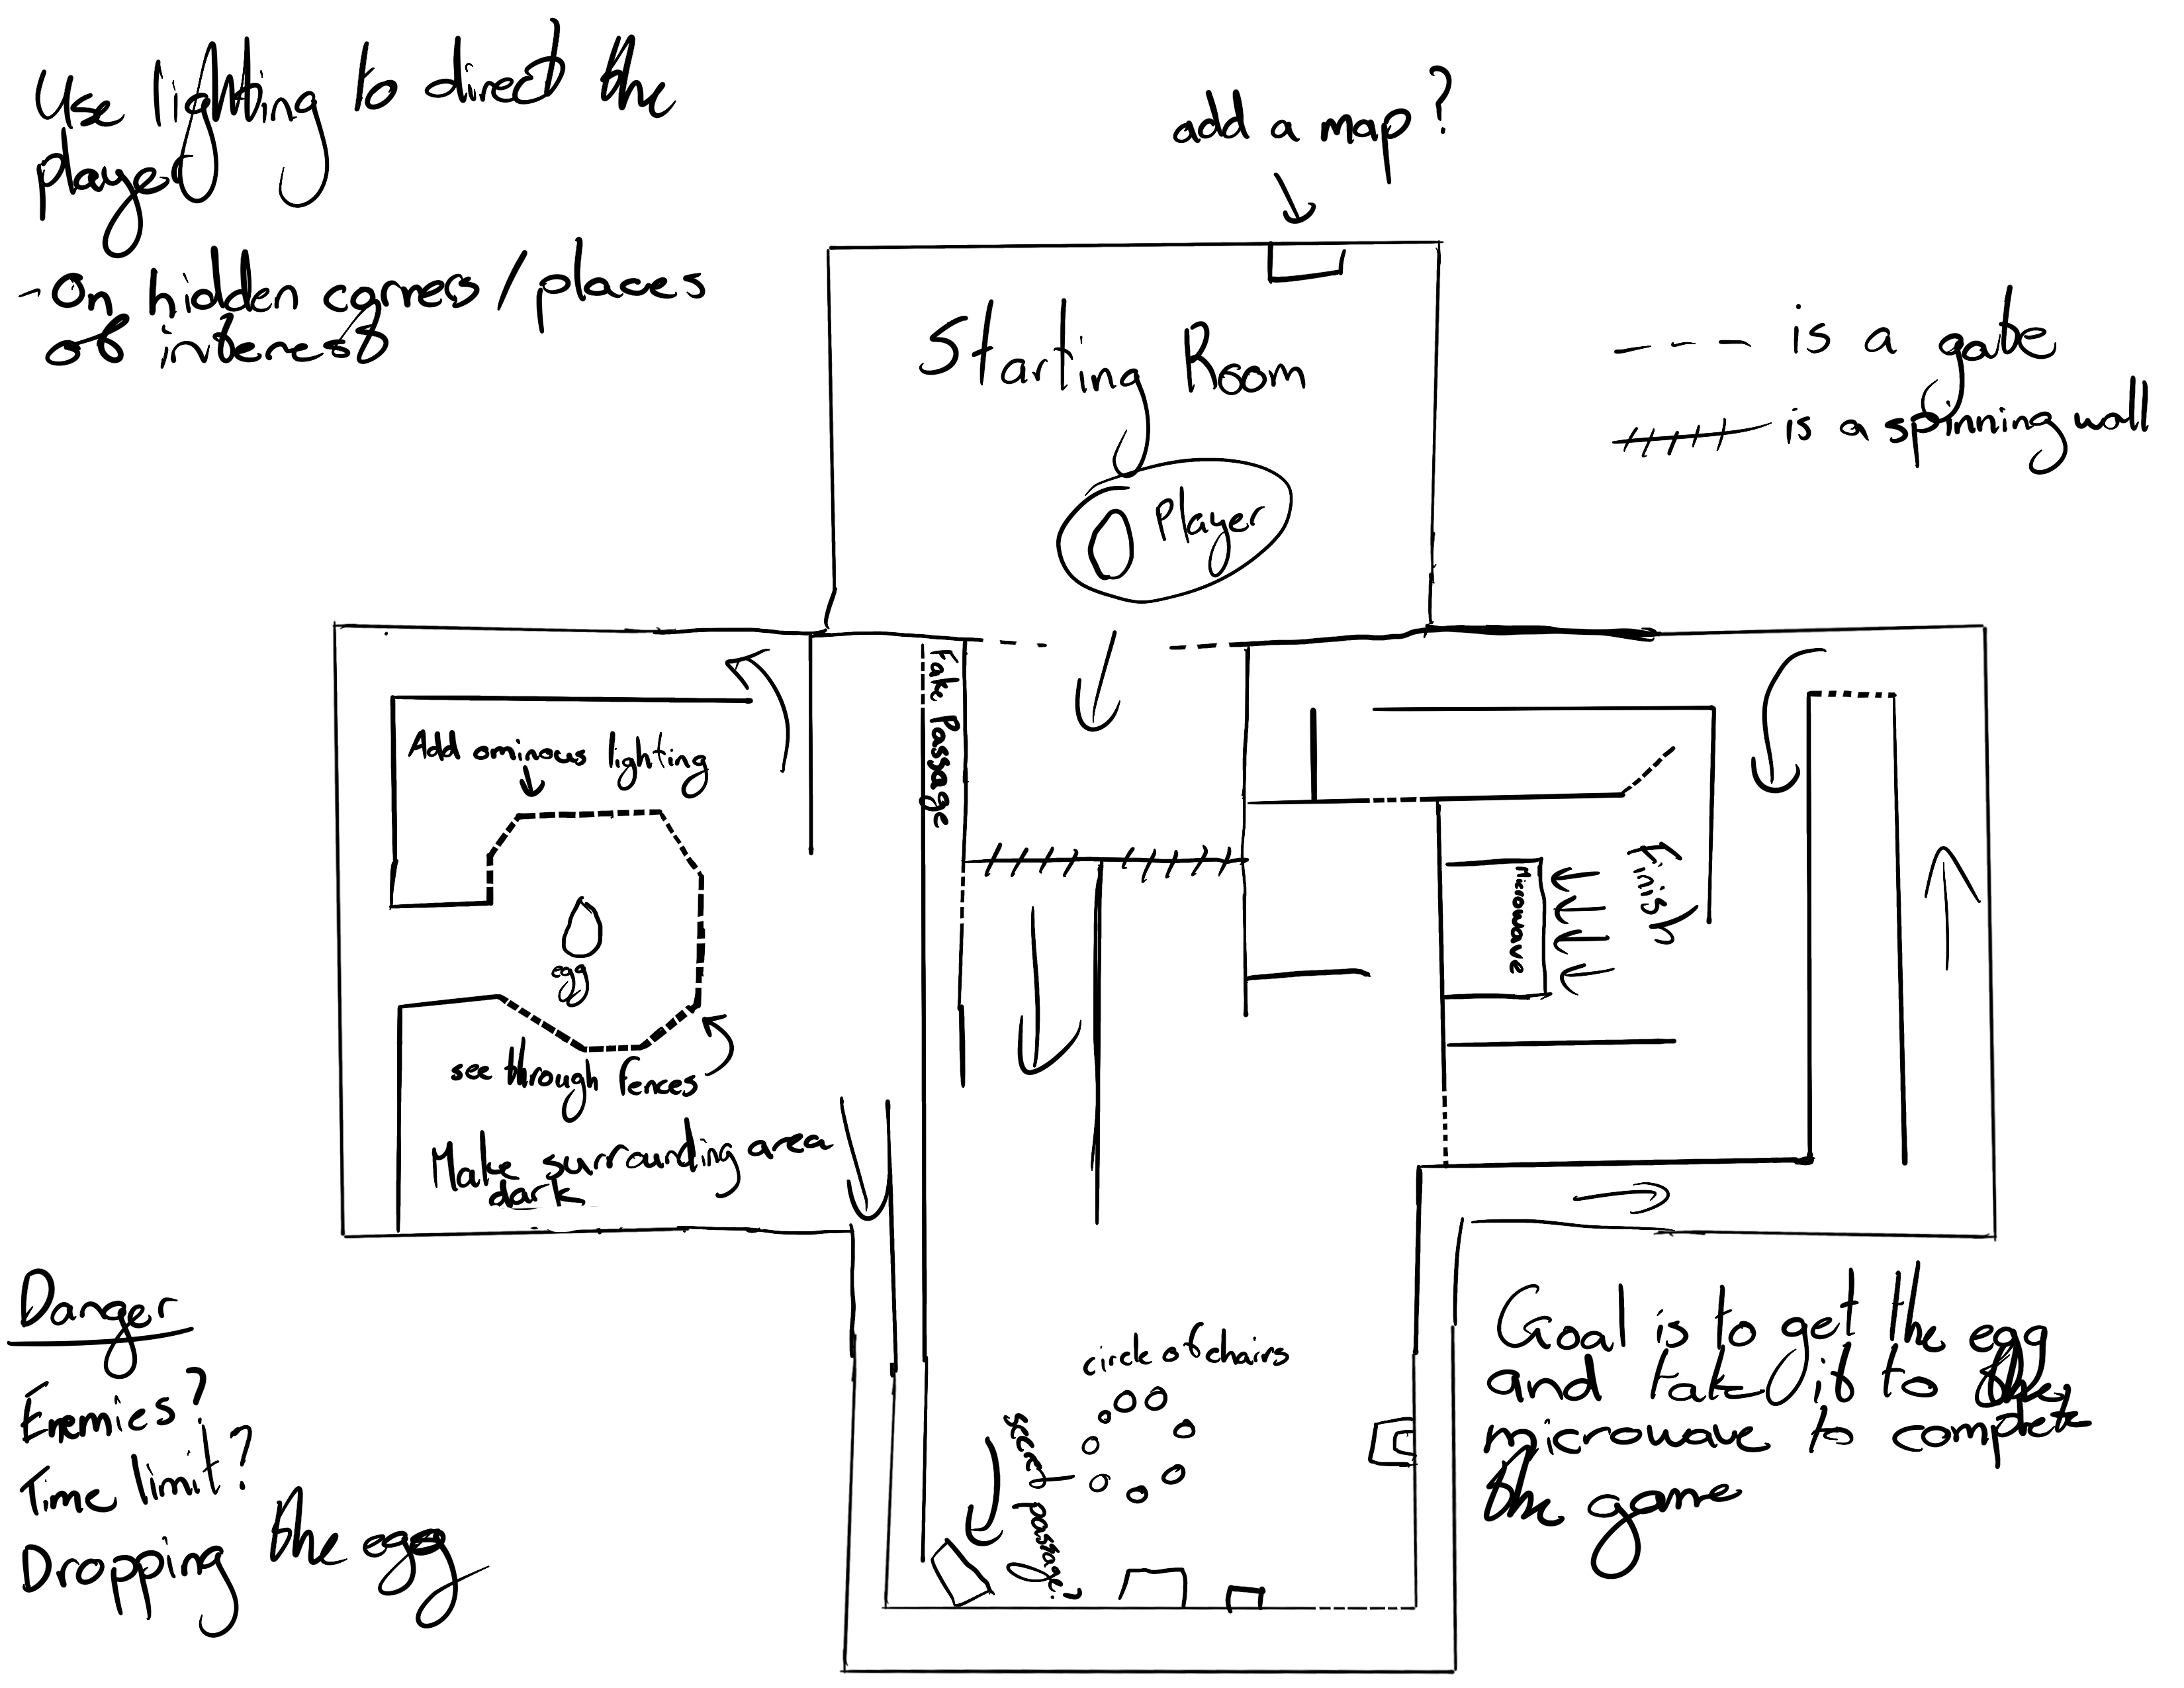 Use lighting to direct the
player
-On hidden corners/places
of interest
add a map?
Starting Room
Player
--- is a gate
is a spinning wall
Fake Passage
Add ominous lighting
egg
see through fences
Make surrounding area
dark
Microwave
Finish
Danger
Enemies?
Time limit?
Dropping the egg
circle of chairs
secret passage?
Goal is to get the egg
and take it to the
microwave to complete
the game